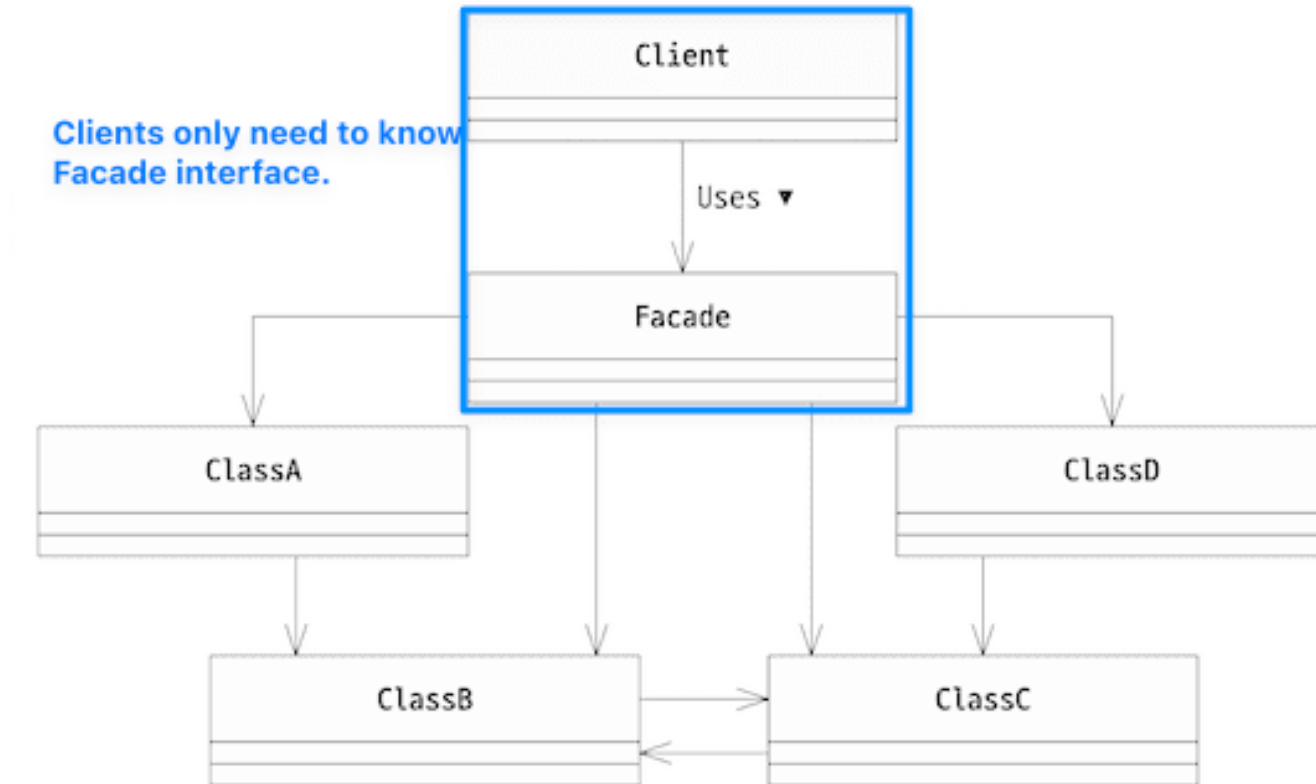 Client
Clients only need to know
Facade interface.
Uses ▼
Facade
ClassA
ClassD
ClassB
ClassC